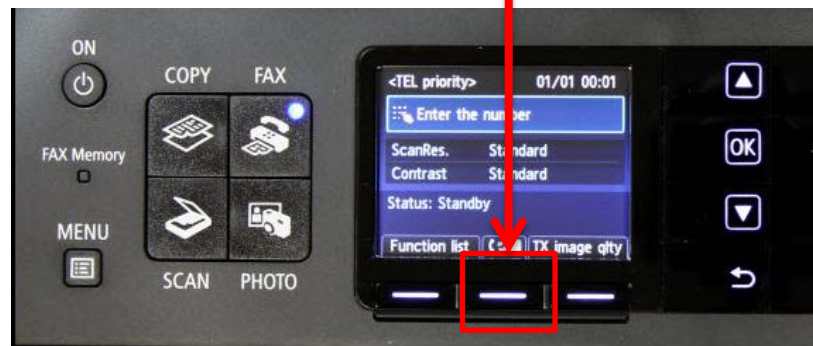 ON
COPY FAX
FAX Memory
MENU
SCAN PHOTO
<TEL priority> 01/01 00:01
Enter the number
ScanRes. Standard
Contrast Standard
Status: Standby
Function list TX image qlty
OK